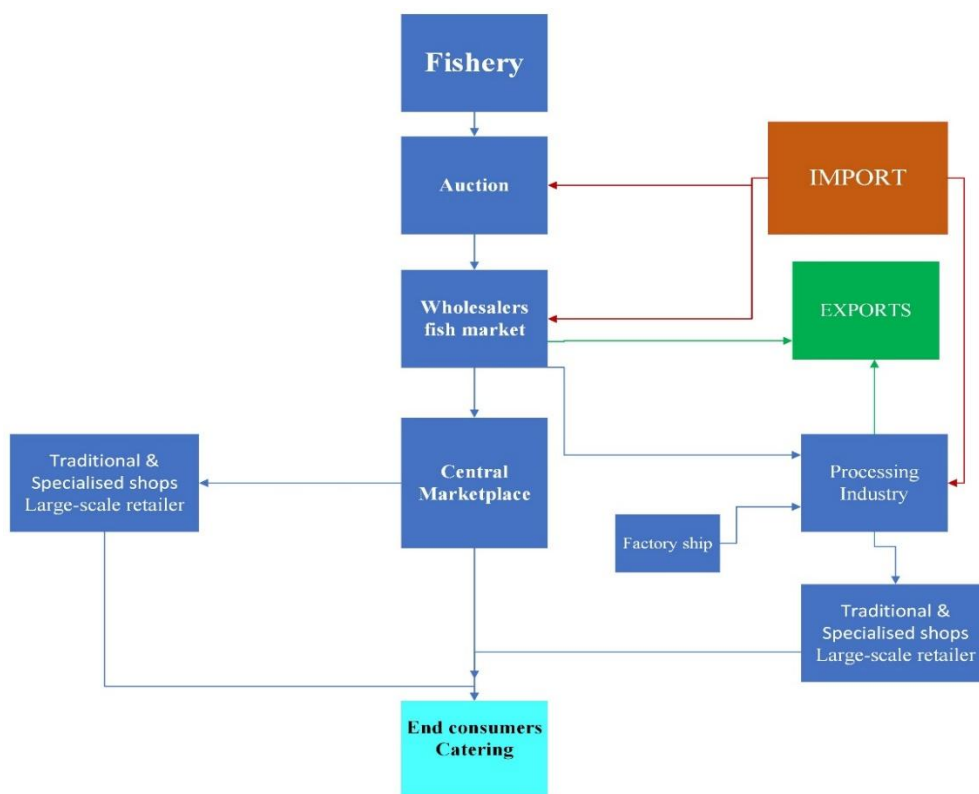 Fishery
Auction
IMPORT
Wholesalers
fish market
EXPORTS
Central
Marketplace
Traditional &
Specialised shops
Large-scale retailer
Processing
Industry
Factory ship
Traditional &
Specialised shops
Large-scale retailer
End consumers
Catering